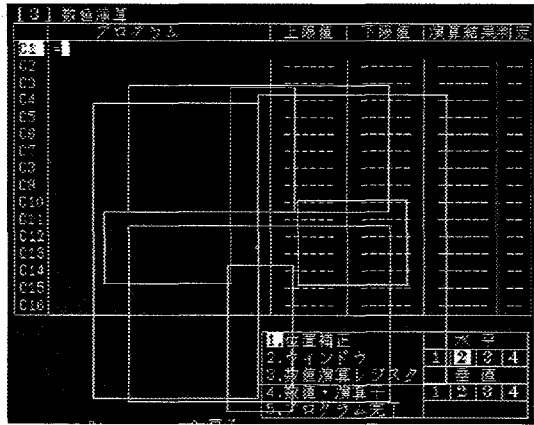 [3] 数値演算
プログラム 上限値 下限値 演算結果 判定
C1 =
C2 ------ ------ ------ --
C3 ------ ------ ------ --
C4 ------ ------ ------ --
C5 ------ ------ ------ --
C6 ------ ------ ------ --
C7 ------ ------ ------ --
C8 ------ ------ ------ --
C9 ------ ------ ------ --
C10 ------ ------ ------ --
C11 ------ ------ ------ --
C12 ------ ------ ------ --
C13 ------ ------ ------ --
C14 ------ ------ ------ --
C15 ------ ------ ------ --
C16 ------ ------ ------ --
1.位置補正 水平
2.ウィンドウ 1 2 3 4
3.数値演算レジスタ 垂直
4.数値・演算子 1 2 3 4
5.プログラム完了